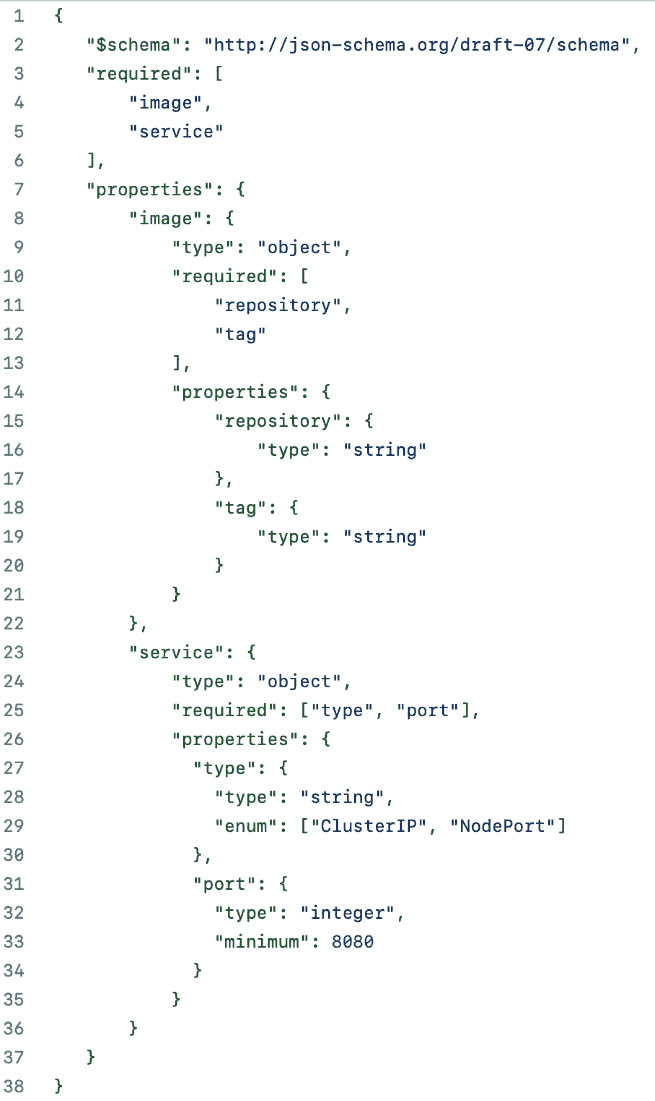 1 {
2 "$schema": "http://json-schema.org/draft-07/schema",
3 "required": [
4 "image",
5 "service"
6 ],
7 "properties": {
8 "image": {
9 "type": "object",
10 "required": [
11 "repository",
12 "tag"
13 ],
14 "properties": {
15 "repository": {
16 "type": "string"
17 },
18 "tag": {
19 "type": "string"
20 }
21 }
22 },
23 "service": {
24 "type": "object",
25 "required": ["type", "port"],
26 "properties": {
27 "type": {
28 "type": "string",
29 "enum": ["ClusterIP", "NodePort"]
30 },
31 "port": {
32 "type": "integer",
33 "minimum": 8080
34 }
35 }
36 }
37 }
38 }